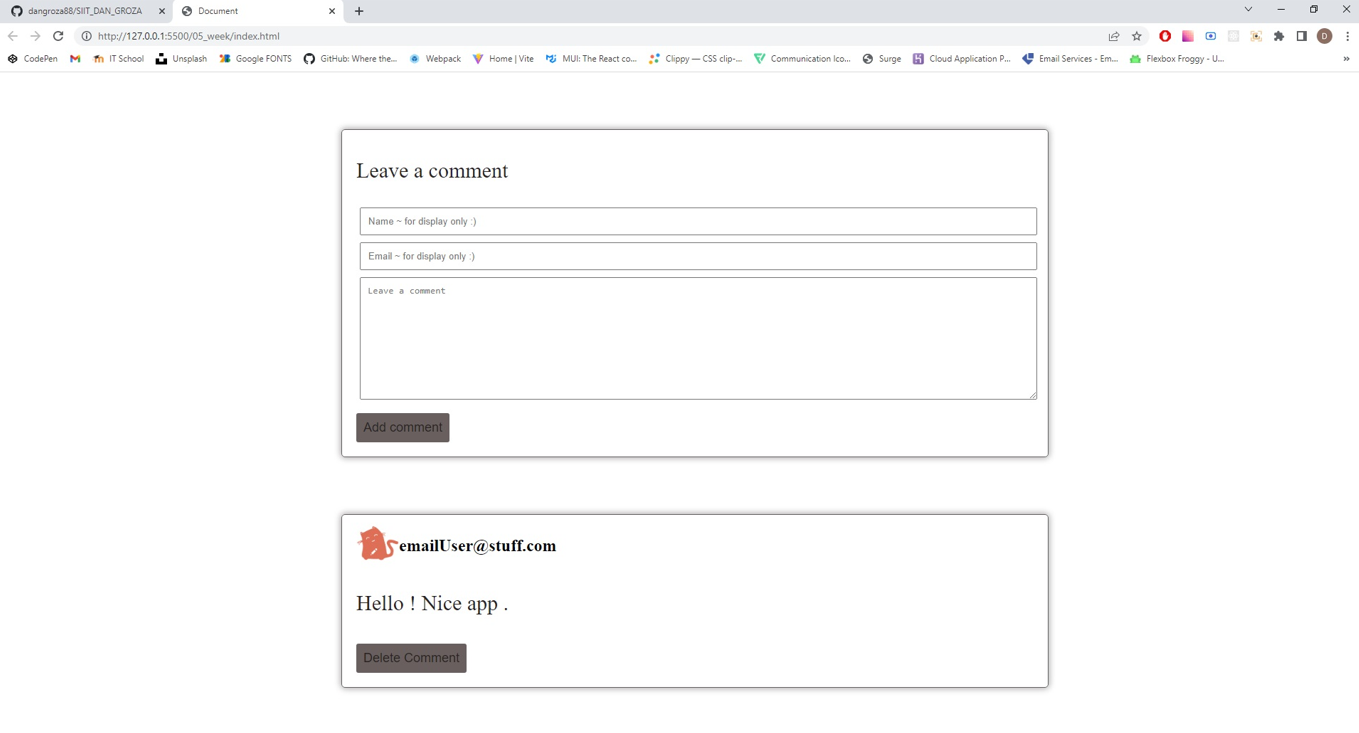 dangroza88/SIIT_DAN_GROZA
Document
http://127.0.0.1:5500/05_week/index.html
D
CodePen
IT School
Unsplash
Google FONTS
GitHub: Where the...
Webpack
Home | Vite
MUI: The React co...
Clippy — CSS clip-...
Communication Ico...
Surge
Cloud Application P...
Email Services - Em...
Flexbox Froggy - U...
Leave a comment
Name ~ for display only :)
Email ~ for display only :)
Leave a comment
Add comment
emailUser@stuff.com
Hello ! Nice app .
Delete Comment